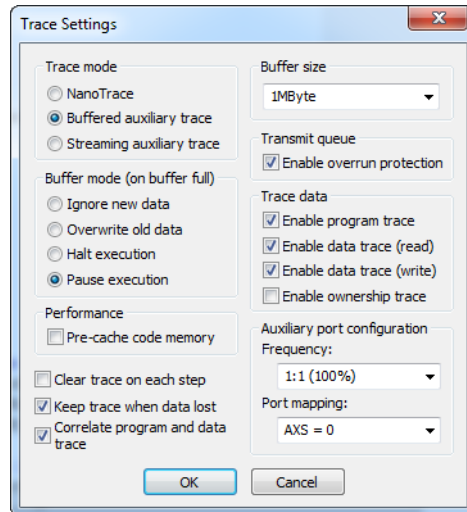 Trace Settings
Trace mode
NanoTrace
Buffered auxiliary trace
Streaming auxiliary trace
Buffer mode (on buffer full)
Ignore new data
Overwrite old data
Halt execution
Pause execution
Performance
Pre-cache code memory
Clear trace on each step
Keep trace when data lost
Correlate program and data
trace
Buffer size
1MByte
Transmit queue
Enable overrun protection
Trace data
Enable program trace
Enable data trace (read)
Enable data trace (write)
Enable ownership trace
Auxiliary port configuration
Frequency:
1:1 (100%)
Port mapping:
AXS = 0
OK
Cancel